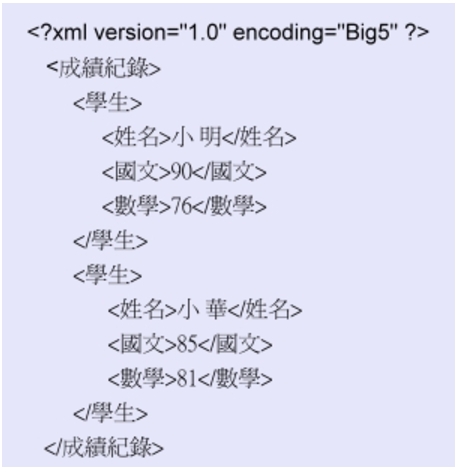 <?xml version="1.0" encoding="Big5" ?>
<成績紀錄>
<學生>
<姓名>小 明</姓名>
<國文>90</國文>
<數學>76</數學>
</學生>
<學生>
<姓名>小 華</姓名>
<國文>85</國文>
<數學>81</數學>
</學生>
</成績紀錄>